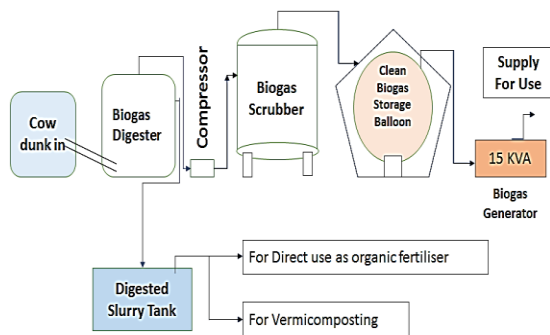 Cow
dunk in
Biogas
Digester
Compressor
Biogas
Scrubber
Clean
Biogas
Storage
Balloon
Supply
For Use
15 KVA
Biogas
Generator
Digested
Slurry Tank
For Direct use as organic fertiliser
For Vermicomposting